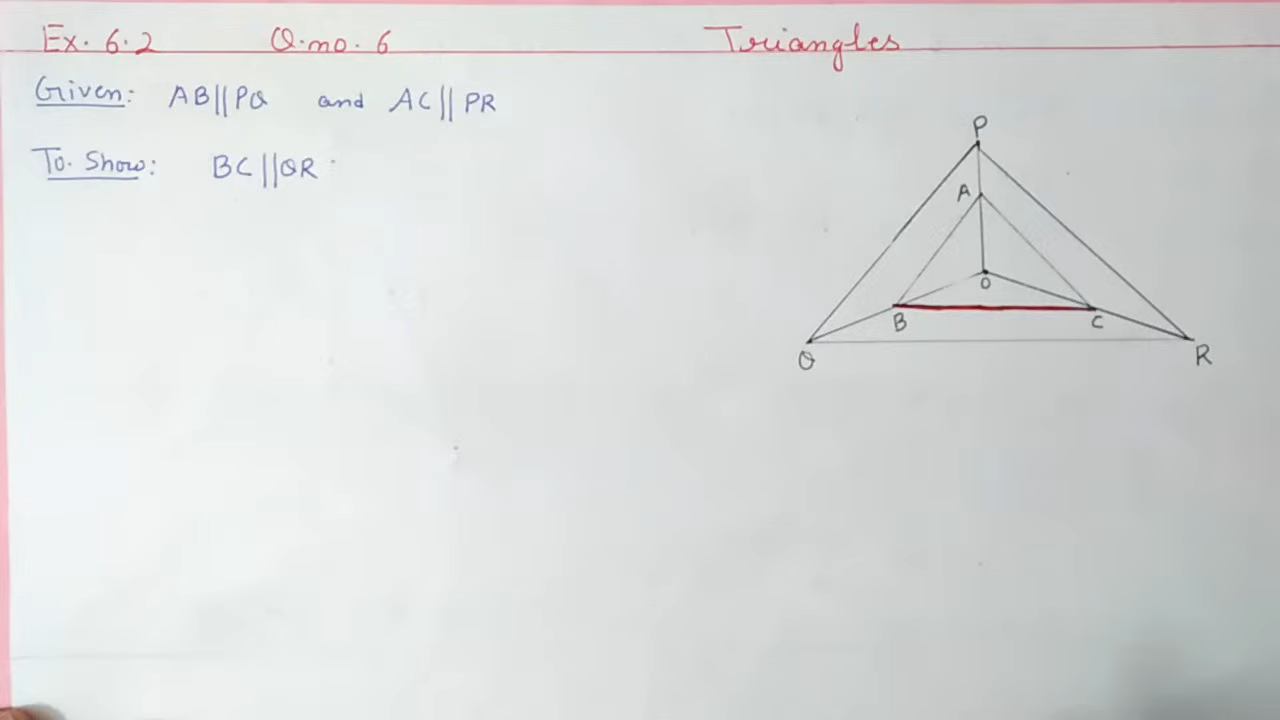 Ex. 6.2 Q.no. 6 Triangles
Given: AB||PQ and AC||PR
To Show: BC||QR
P
A
O
B C
Q R